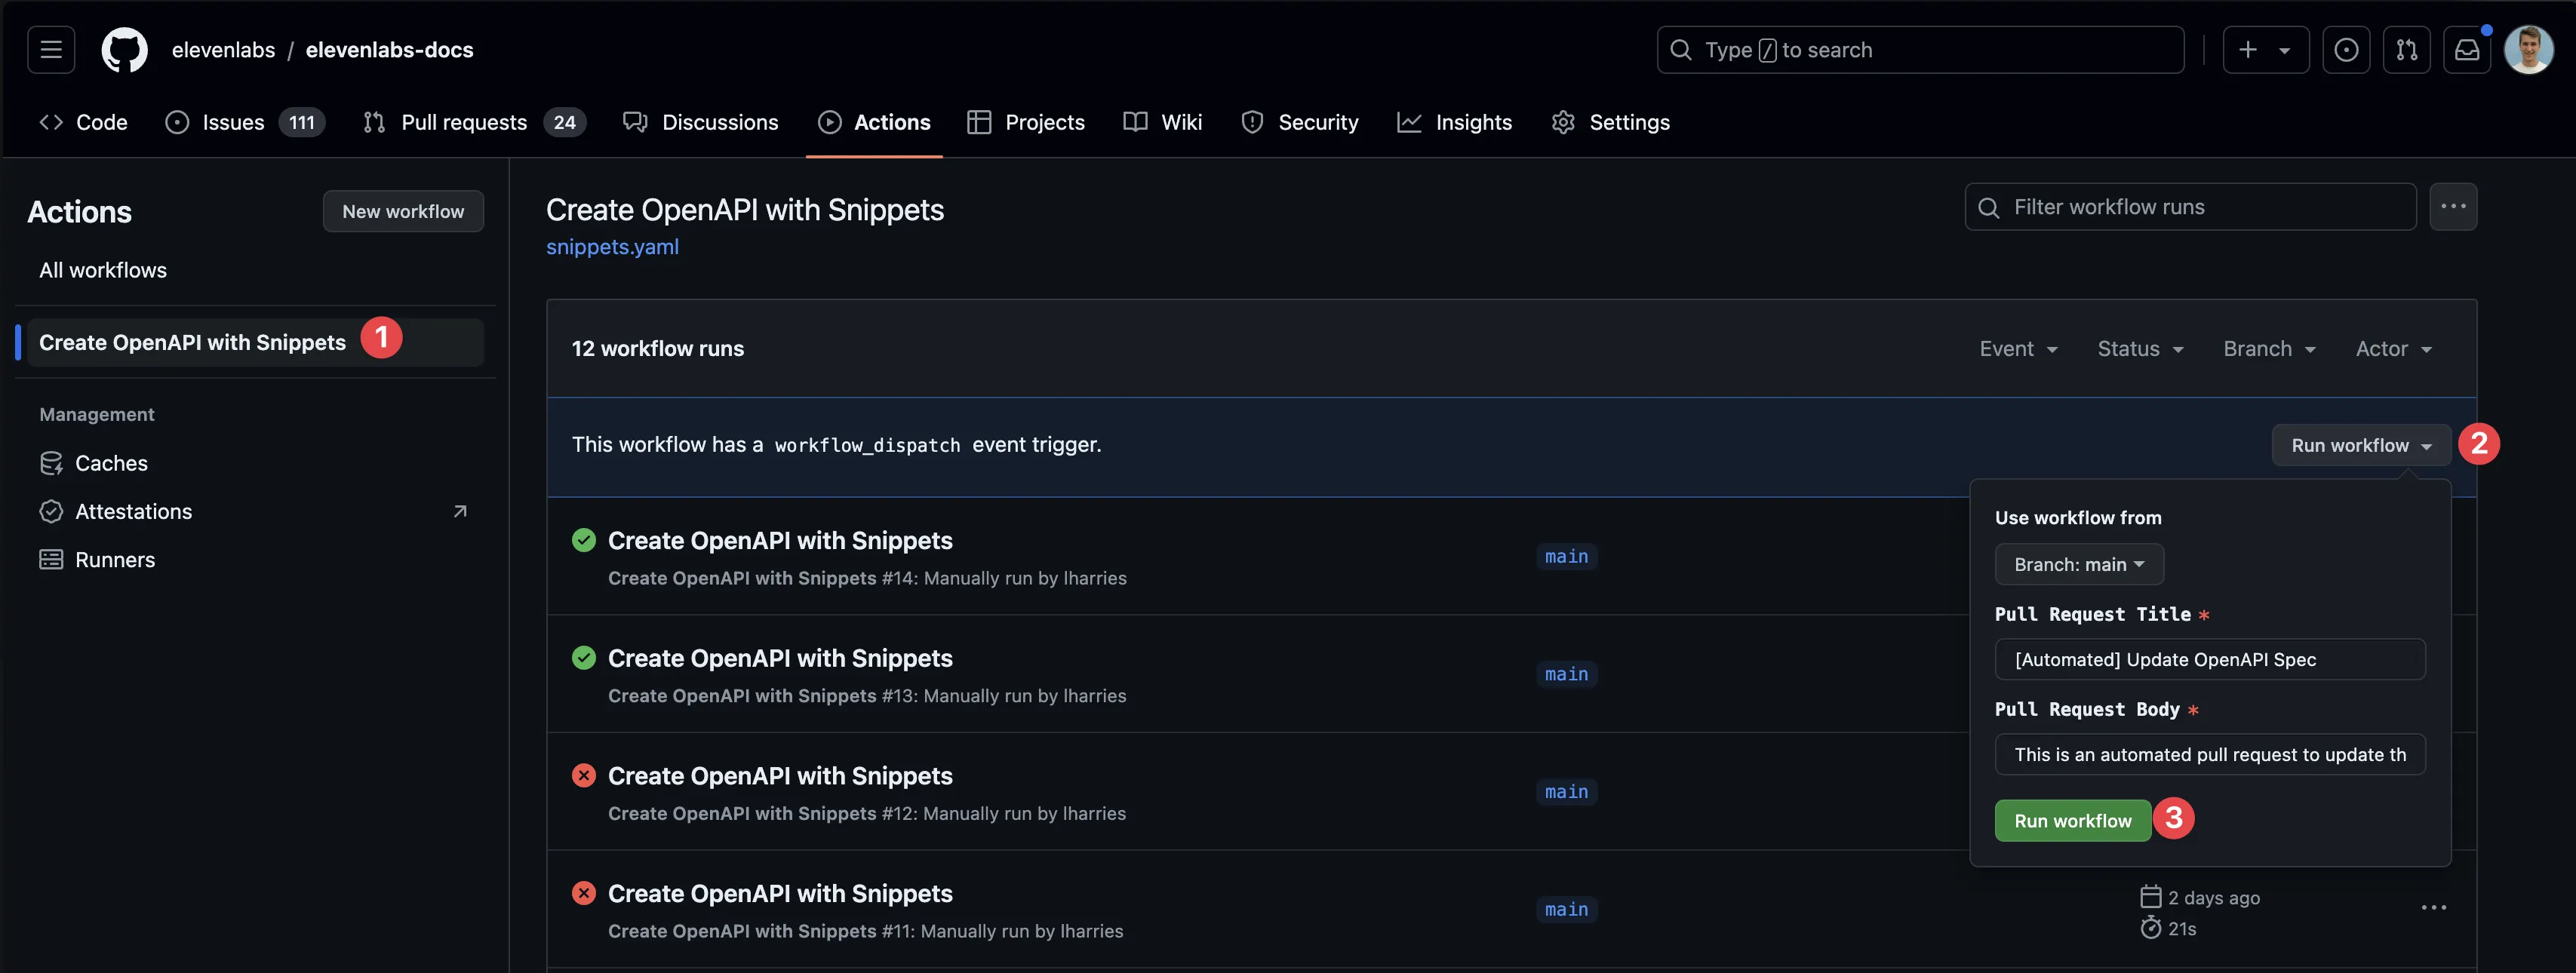 elevenlabs / elevenlabs-docs
Type / to search
Code
Issues 111
Pull requests 24
Discussions
Actions
Projects
Wiki
Security
Insights
Settings
Actions
New workflow
All workflows
Create OpenAPI with Snippets 1
Management
Caches
Attestations
Runners
Create OpenAPI with Snippets
snippets.yaml
Filter workflow runs
12 workflow runs
Event
Status
Branch
Actor
This workflow has a workflow_dispatch event trigger.
Run workflow 2
Use workflow from
Branch: main
Pull Request Title *
[Automated] Update OpenAPI Spec
Pull Request Body *
This is an automated pull request to update th
Run workflow 3
Create OpenAPI with Snippets
Create OpenAPI with Snippets #14: Manually run by lharries
main
Create OpenAPI with Snippets
Create OpenAPI with Snippets #13: Manually run by lharries
main
Create OpenAPI with Snippets
Create OpenAPI with Snippets #12: Manually run by lharries
main
Create OpenAPI with Snippets
Create OpenAPI with Snippets #11: Manually run by lharries
main
2 days ago
21s